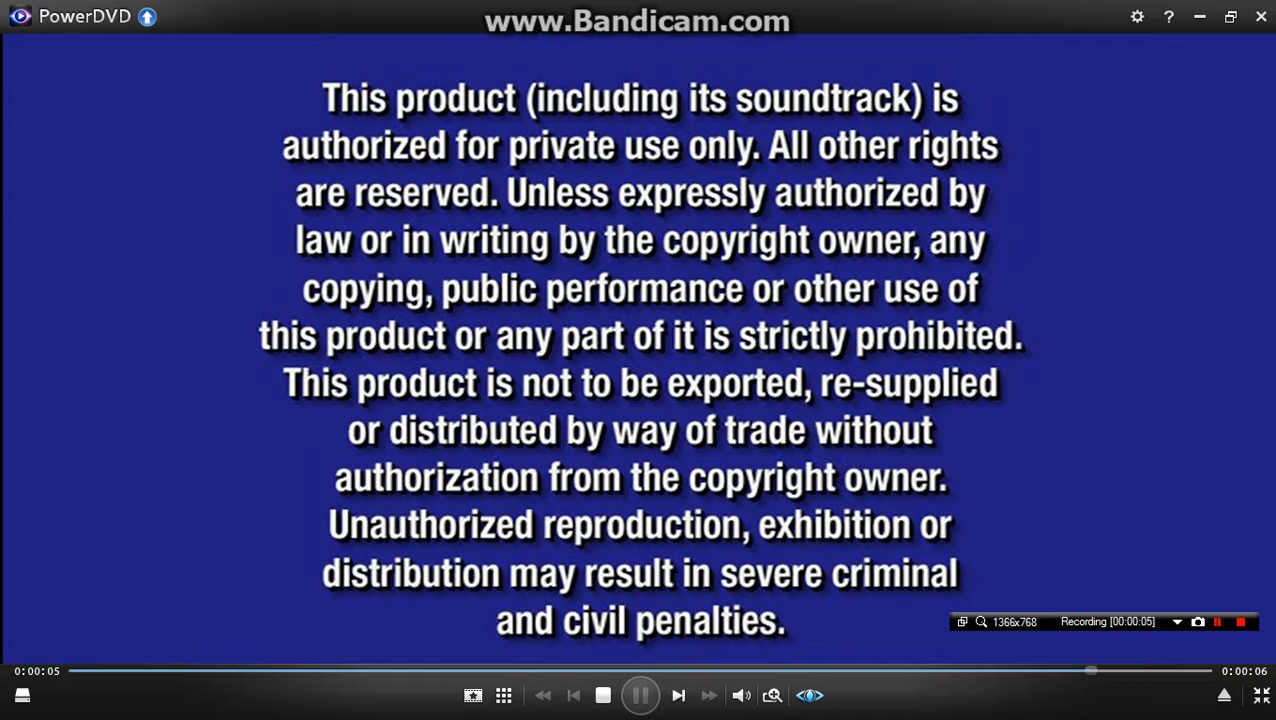 PowerDVD
www.Bandicam.com
This product (including its soundtrack) is
authorized for private use only. All other rights
are reserved. Unless expressly authorized by
law or in writing by the copyright owner, any
copying, public performance or other use of
this product or any part of it is strictly prohibited.
This product is not to be exported, re-supplied
or distributed by way of trade without
authorization from the copyright owner.
Unauthorized reproduction, exhibition or
distribution may result in severe criminal
and civil penalties.
1366x768 Recording [00:00:05]
0:00:05 0:00:06